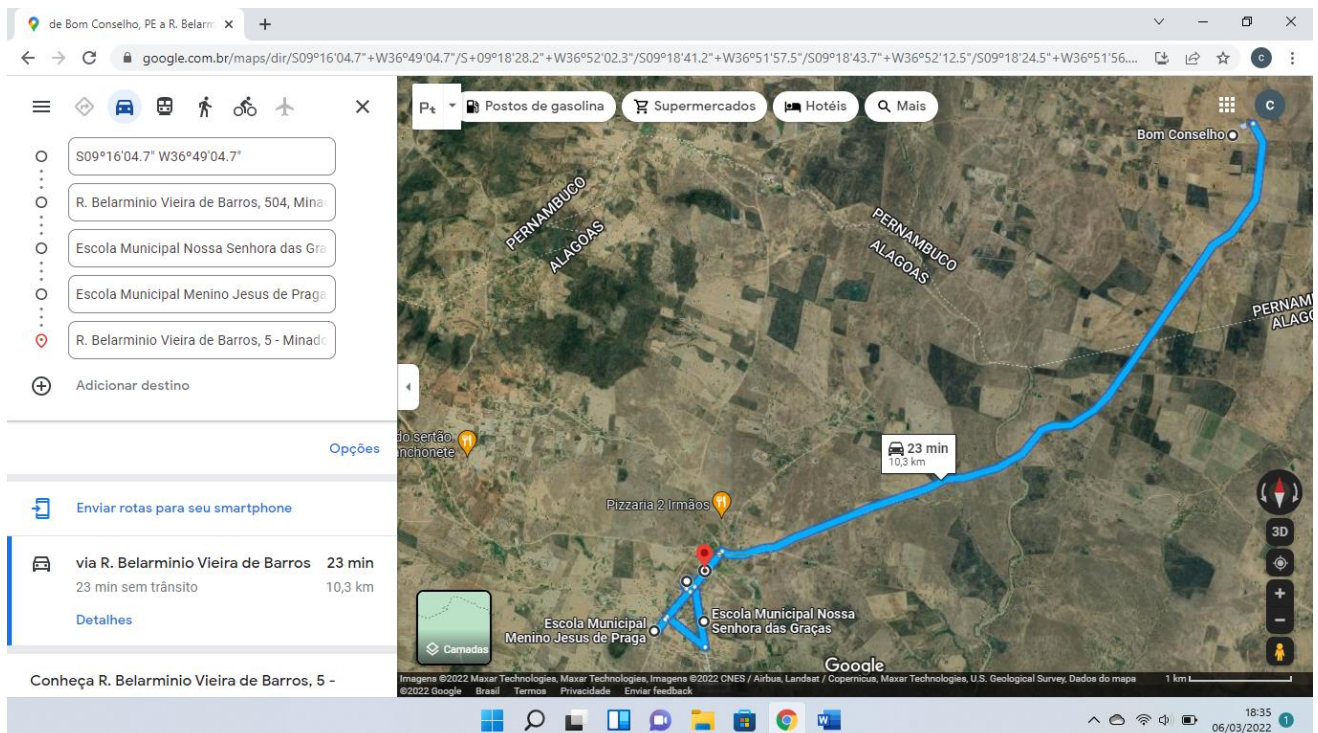 de Bom Conselho, PE a R. Belarm
google.com.br/maps/dir/S09°16'04.7"+W36°49'04.7"/S+09°18'28.2"+W36°52'02.3"/S09°18'41.2"+W36°51'57.5"/S09°18'43.7"+W36°52'12.5"/S09°18'24.5"+W36°51'56....
C
S09°16'04.7" W36°49'04.7"
R. Belarminio Vieira de Barros, 504, Mina
Escola Municipal Nossa Senhora das Gra
Escola Municipal Menino Jesus de Praga
R. Belarminio Vieira de Barros, 5 - Minado
Adicionar destino
Opções
Enviar rotas para seu smartphone
via R. Belarminio Vieira de Barros 23 min
23 min sem trânsito 10,3 km
Detalhes
Conheça R. Belarminio Vieira de Barros, 5 -
Pt
Postos de gasolina
Supermercados
Hotéis
Mais
C
Bom Conselho
PERNAMBUCO
ALAGOAS
PERNAMBUCO
ALAGOAS
PERNAM
ALAGO
do sertão
nchonete
23 min
10,3 km
Pizzaria 2 Irmãos
Escola Municipal Nossa
Senhora das Graças
Escola Municipal
Menino Jesus de Praga
3D
Camadas
Google
Imagens ©2022 Maxar Technologies, Maxar Technologies, Imagens ©2022 CNES / Airbus, Landsat / Copernicus, Maxar Technologies, U.S. Geological Survey, Dados do mapa
©2022 Google Brasil Termos Privacidade Enviar feedback
1 km
18:35
06/03/2022
1